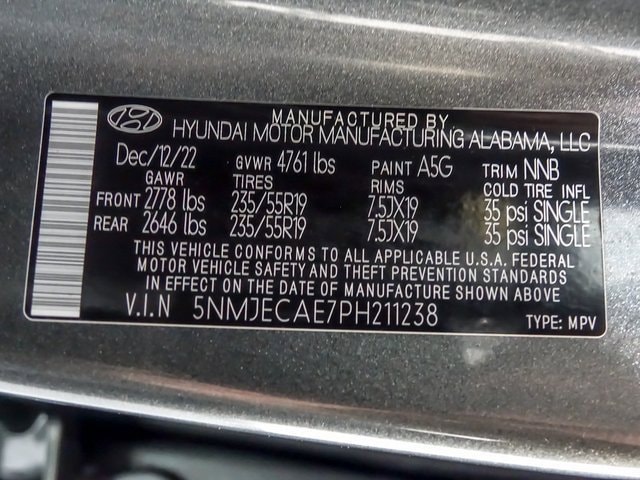 MANUFACTURED BY
HYUNDAI MOTOR MANUFACTURING ALABAMA, LLC
Dec/12/22 GVWR 4761 lbs PAINT A5G TRIM NNB
GAWR TIRES RIMS COLD TIRE INFL
FRONT 2778 lbs 235/55R19 7.5JX19 35 psi SINGLE
REAR 2646 lbs 235/55R19 7.5JX19 35 psi SINGLE
THIS VEHICLE CONFORMS TO ALL APPLICABLE U.S.A. FEDERAL
MOTOR VEHICLE SAFETY AND THEFT PREVENTION STANDARDS
IN EFFECT ON THE DATE OF MANUFACTURE SHOWN ABOVE
V.I.N 5NMJECAE7PH211238 TYPE: MPV